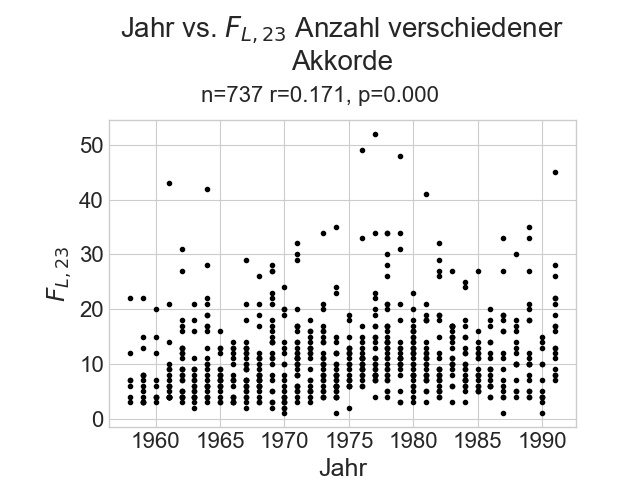 Jahr vs. F_{L, 23} Anzahl verschiedener
Akkorde
n=737 r=0.171, p=0.000
50
40
30
20
10
0
F_{L, 23}
1960 1965 1970 1975 1980 1985 1990
Jahr